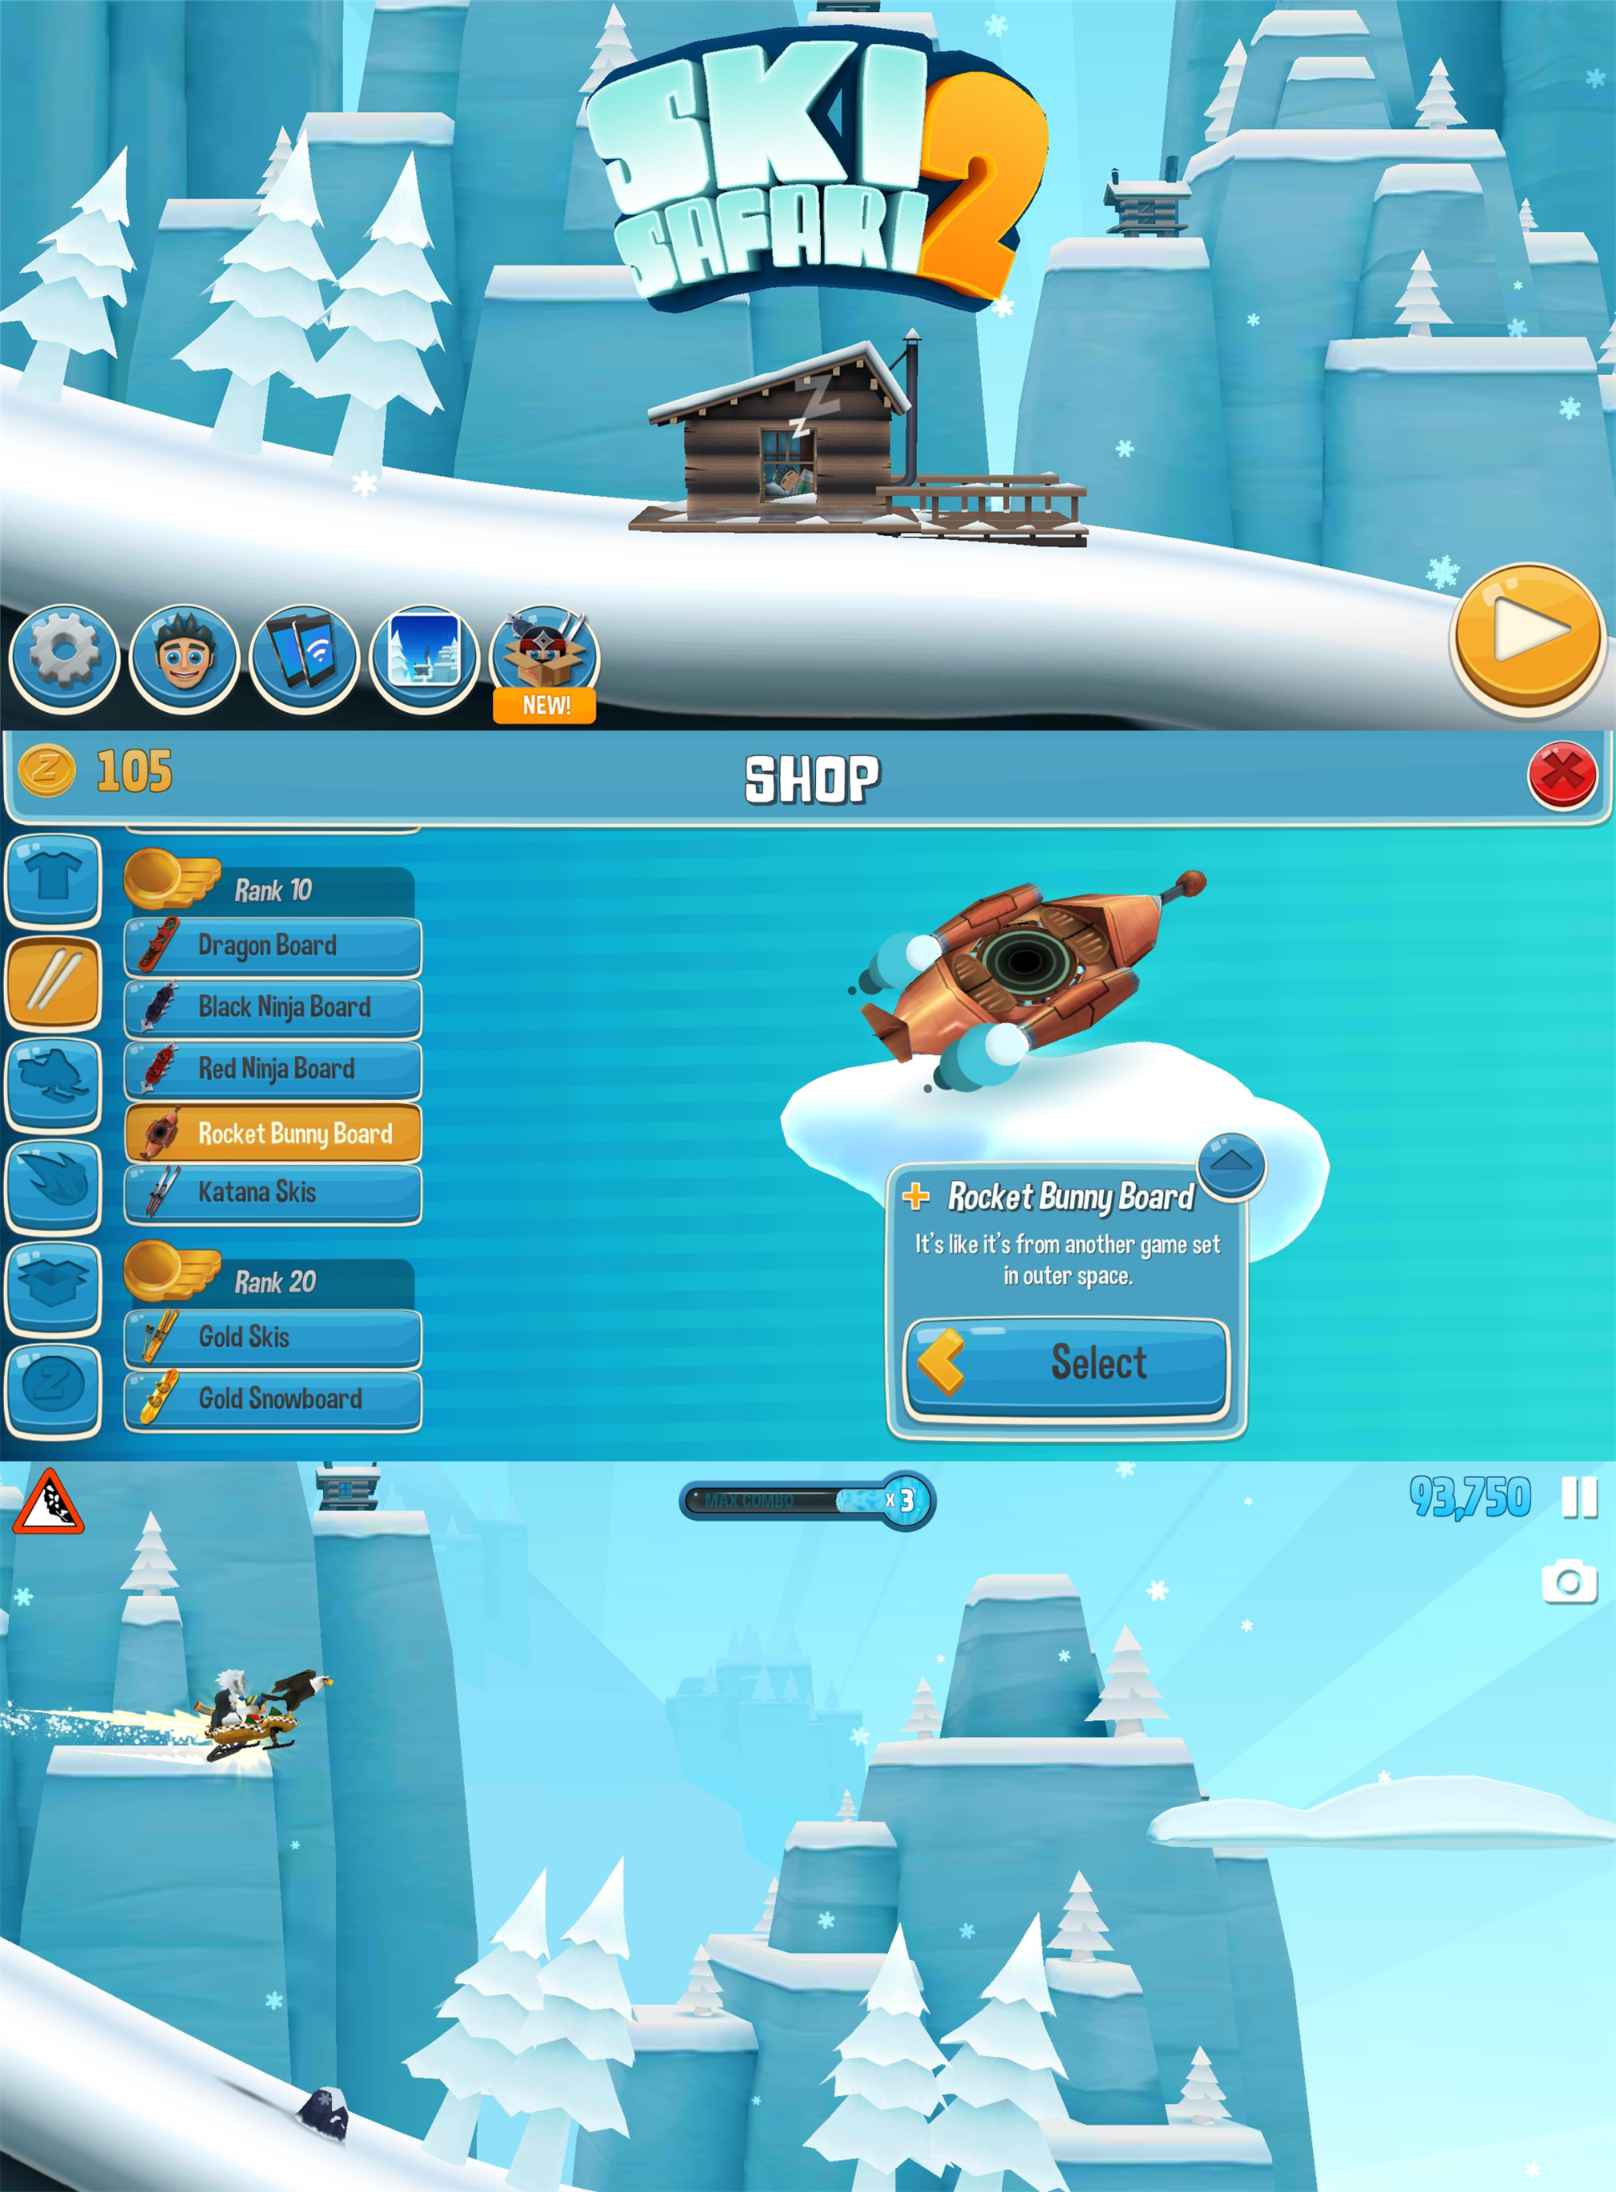 SKI
SAFARI 2
Z
Z
NEW!
Z
105
SHOP
Rank 10
Dragon Board
Black Ninja Board
Red Ninja Board
Rocket Bunny Board
Katana Skis
Rank 20
Gold Skis
Gold Snowboard
Z
Rocket Bunny Board
It's like it's from another game set
in outer space.
Select
MAX COMBO
x3
93,750